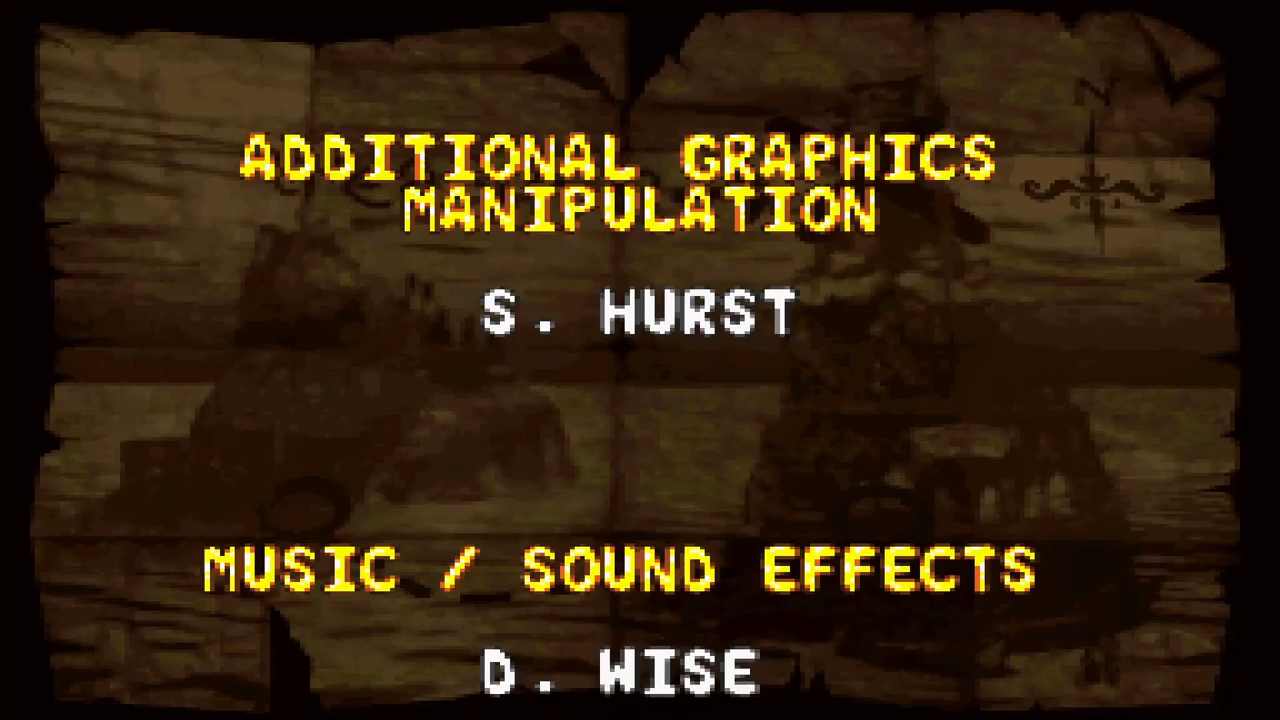 ADDITIONAL GRAPHICS
MANIPULATION
S. HURST
MUSIC / SOUND EFFECTS
D. WISE
N